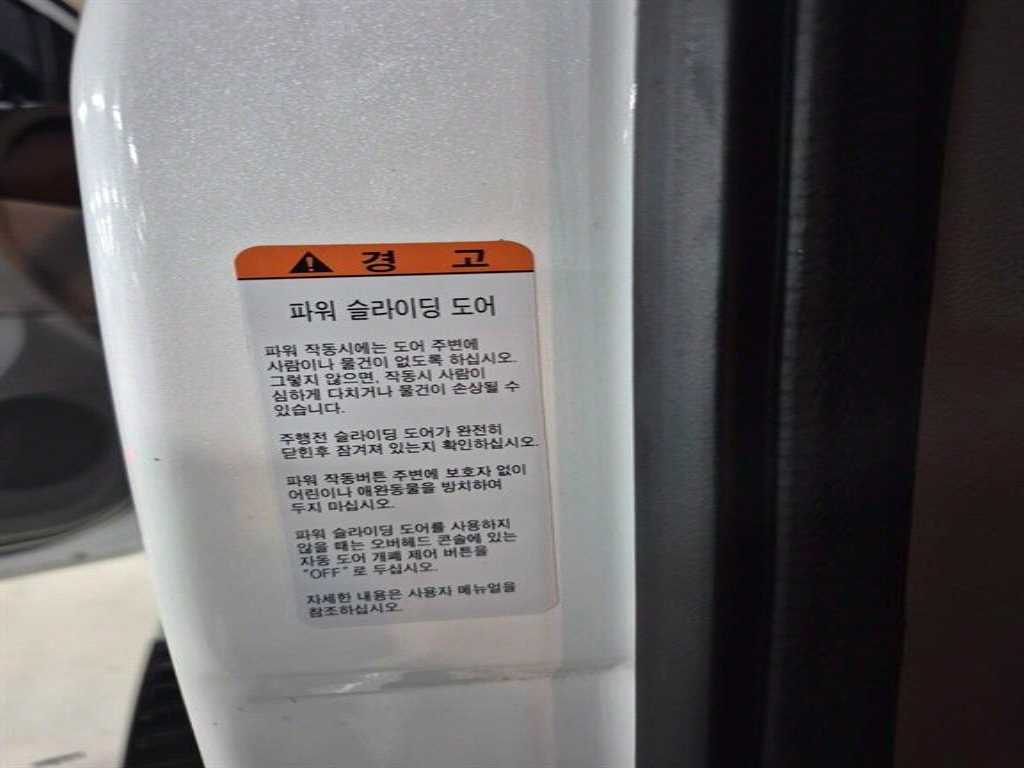 경 고
파워 슬라이딩 도어
파워 작동시에는 도어 주변에
사람이나 물건이 없도록 하십시오.
그렇지 않으면, 작동시 사람이
심하게 다치거나 물건이 손상될 수
있습니다.
주행전 슬라이딩 도어가 완전히
닫힌후 잠겨져 있는지 확인하십시오.
파워 작동버튼 주변에 보호자 없이
어린이나 애완동물을 방치하여
두지 마십시오.
파워 슬라이딩 도어를 사용하지
않을 때는 오버헤드 콘솔에 있는
자동 도어 개폐 제어 버튼을
"OFF"로 두십시오.
자세한 내용은 사용자 메뉴얼을
참조하십시오.